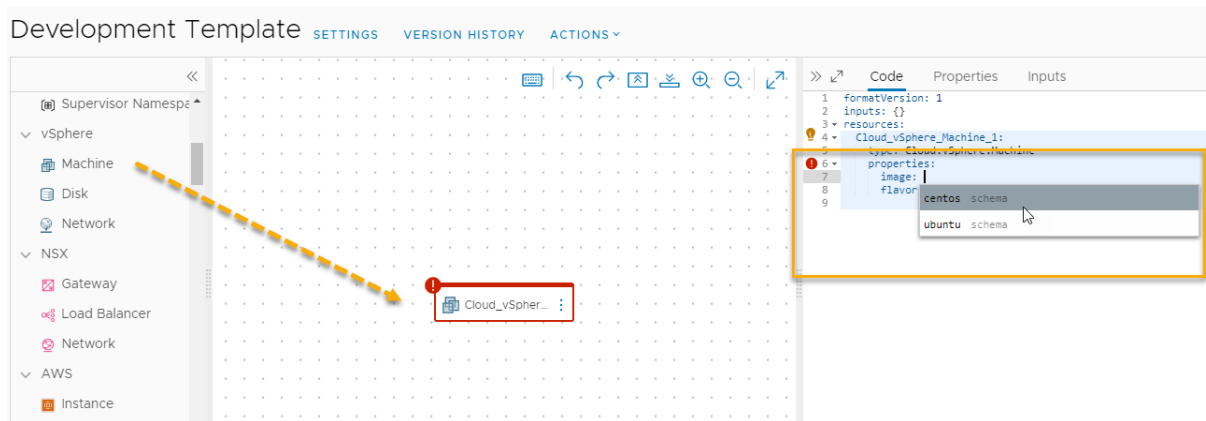 Development Template SETTINGS VERSION HISTORY ACTIONS
Supervisor Namespa
vSphere
Machine
Disk
Network
NSX
Gateway
Load Balancer
Network
AWS
Instance
Cloud_vSpher...
Code Properties Inputs
1 formatVersion: 1
2 inputs: {}
3 resources:
4 Cloud_vSphere_Machine_1:
5 type: Cloud.vSphere.Machine
6 properties:
7 image:
8 flavor
9
centos schema
ubuntu schema